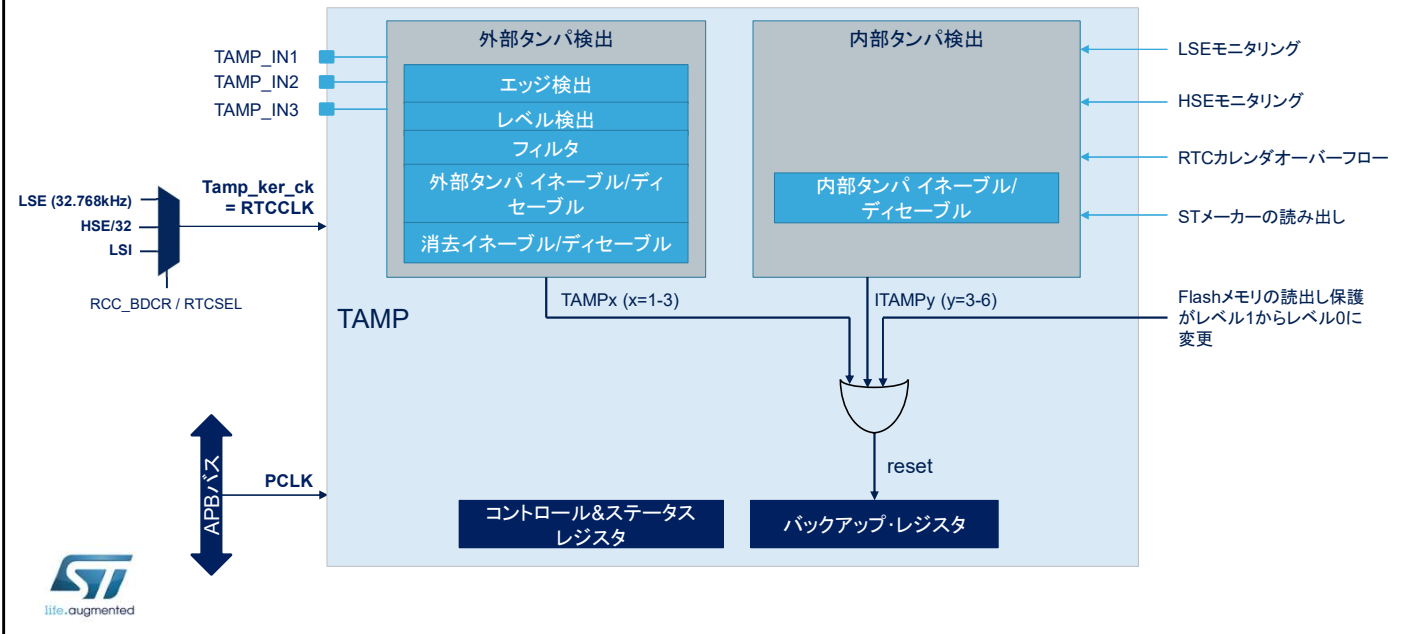 外部タンパ検出
内部タンパ検出
TAMP_IN1
TAMP_IN2
TAMP_IN3
エッジ検出
レベル検出
フィルタ
外部タンパ イネーブル/ディ
セーブル
消去イネーブル/ディセーブル
内部タンパ イネーブル/
ディセーブル
LSEモニタリング
HSEモニタリング
RTCカレンダオーバーフロー
STメーカーの読み出し
Flashメモリの読出し保護
がレベル1からレベル0に
変更
LSE (32.768kHz)
HSE/32
LSI
Tamp_ker_ck
= RTCCLK
RCC_BDCR / RTCSEL
TAMP
TAMPx (x=1-3)
ITAMPy (y=3-6)
reset
APBバス
PCLK
コントロール&ステータス
レジスタ
バックアップ・レジスタ
ST
life.augmented